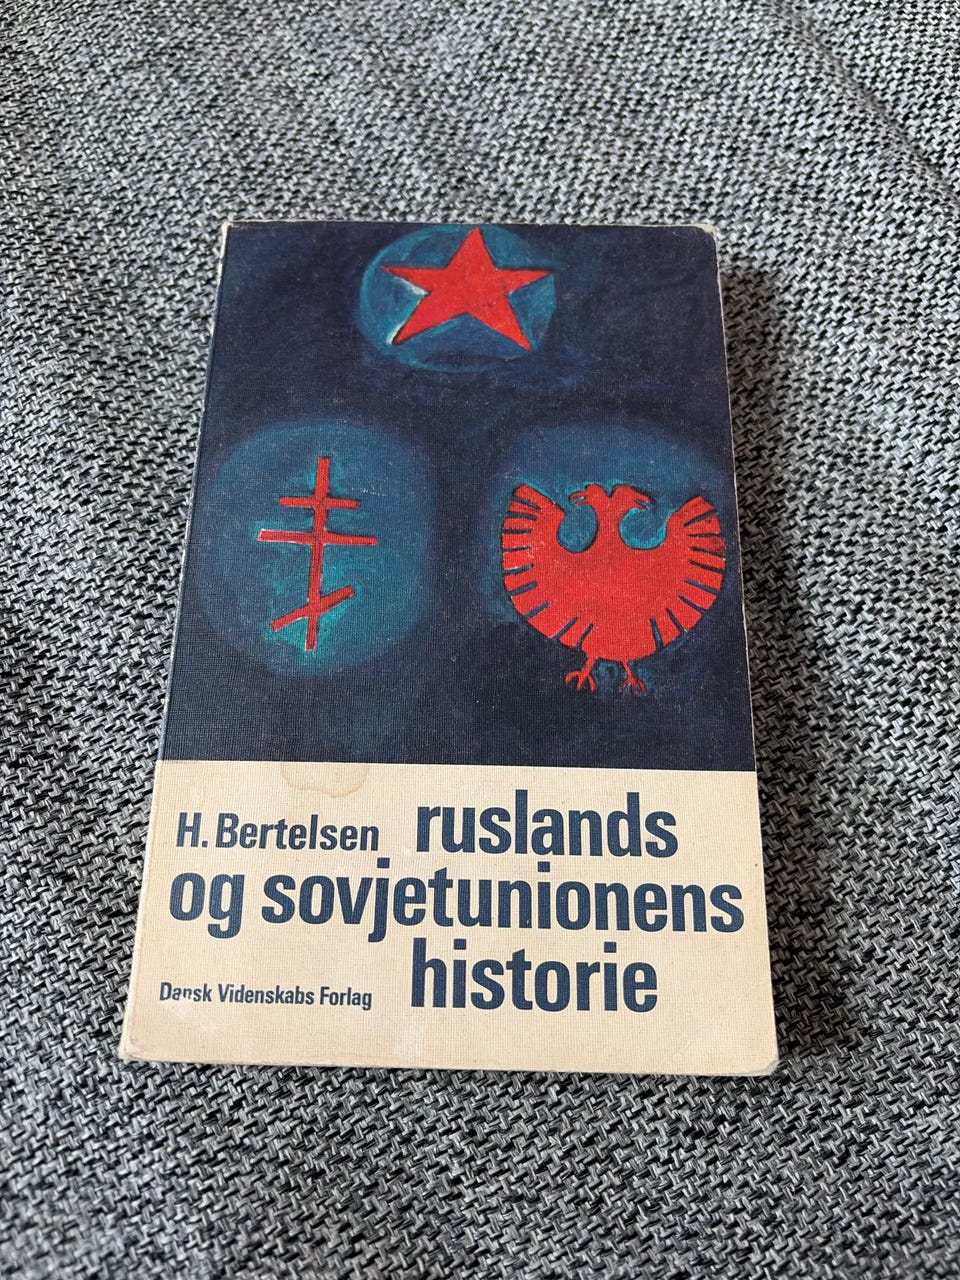 H. Bertelsen ruslands
og sovjetunionens
historie
Dansk Videnskabs Forlag